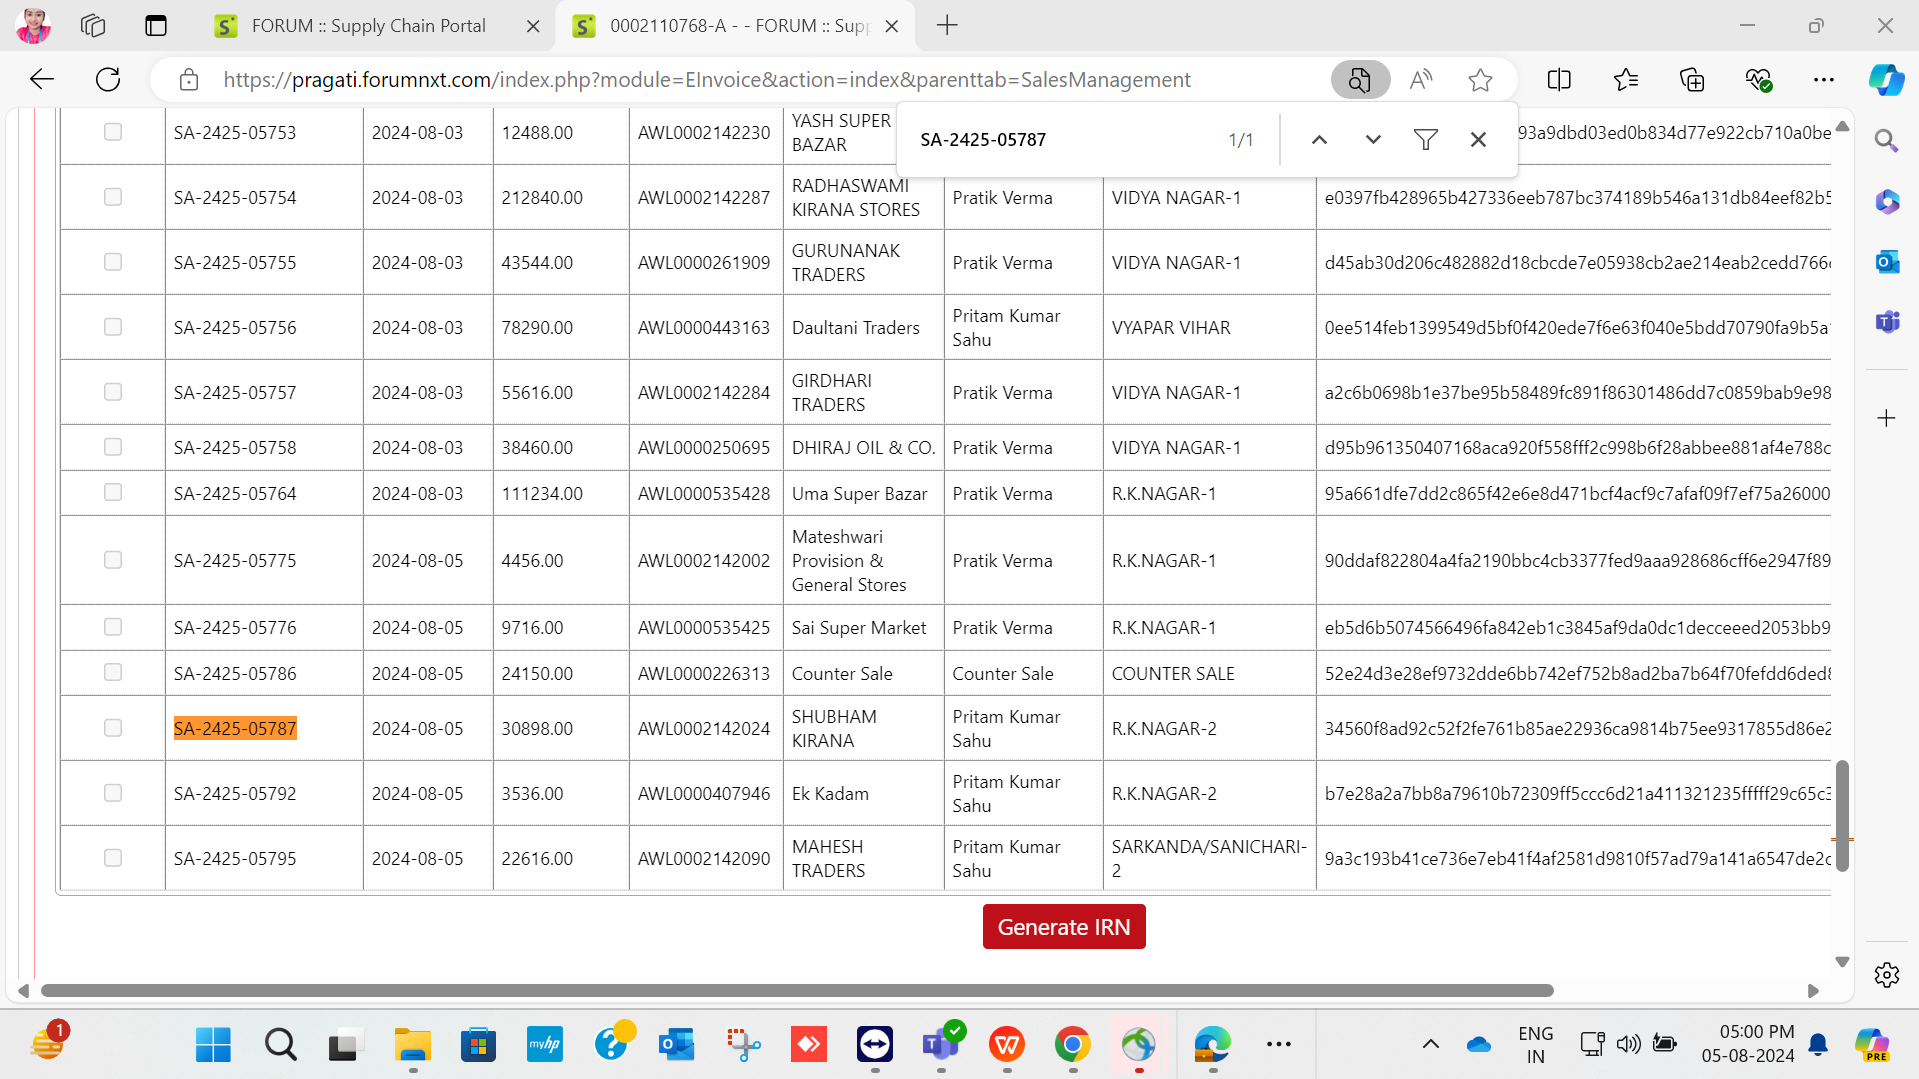 FORUM :: Supply Chain Portal
0002110768-A - - FORUM :: Supp
https://pragati.forumnxt.com/index.php?module=EInvoice&action=index&parenttab=SalesManagement
SA-2425-05787 1/1
SA-2425-05753 2024-08-03 12488.00 AWL0002142230 YASH SUPER BAZAR 93a9dbd03ed0b834d77e922cb710a0be
SA-2425-05754 2024-08-03 212840.00 AWL0002142287 RADHASWAMI KIRANA STORES Pratik Verma VIDYA NAGAR-1 e0397fb428965b427336eeb787bc374189b546a131db84eef82b5
SA-2425-05755 2024-08-03 43544.00 AWL0000261909 GURUNANAK TRADERS Pratik Verma VIDYA NAGAR-1 d45ab30d206c482882d18cbcde7e05938cb2ae214eab2cedd766
SA-2425-05756 2024-08-03 78290.00 AWL0000443163 Daultani Traders Pritam Kumar Sahu VYAPAR VIHAR 0ee514feb1399549d5bf0f420ede7f6e63f040e5bdd70790fa9b5a
SA-2425-05757 2024-08-03 55616.00 AWL0002142284 GIRDHARI TRADERS Pratik Verma VIDYA NAGAR-1 a2c6b0698b1e37be95b58489fc891f86301486dd7c0859bab9e98
SA-2425-05758 2024-08-03 38460.00 AWL0000250695 DHIRAJ OIL & CO. Pratik Verma VIDYA NAGAR-1 d95b961350407168aca920f558fff2c998b6f28abbee881af4e788c
SA-2425-05764 2024-08-03 111234.00 AWL0000535428 Uma Super Bazar Pratik Verma R.K.NAGAR-1 95a661dfe7dd2c865f42e6e8d471bcf4acf9c7afaf09f7ef75a26000
SA-2425-05775 2024-08-05 4456.00 AWL0002142002 Mateshwari Provision & General Stores Pratik Verma R.K.NAGAR-1 90ddaf822804a4fa2190bbc4cb3377fed9aaa928686cff6e2947f89
SA-2425-05776 2024-08-05 9716.00 AWL0000535425 Sai Super Market Pratik Verma R.K.NAGAR-1 eb5d6b5074566496fa842eb1c3845af9da0dc1decceeed2053bb9
SA-2425-05786 2024-08-05 24150.00 AWL0000226313 Counter Sale Counter Sale COUNTER SALE 52e24d3e28ef9732dde6bb742ef752b8ad2ba7b64f70fefdd6ded8
SA-2425-05787 2024-08-05 30898.00 AWL0002142024 SHUBHAM KIRANA Pritam Kumar Sahu R.K.NAGAR-2 34560f8ad92c52f2fe761b85ae22936ca9814b75ee9317855d86e2
SA-2425-05792 2024-08-05 3536.00 AWL0000407946 Ek Kadam Pritam Kumar Sahu R.K.NAGAR-2 b7e28a2a7bb8a79610b72309ff5ccc6d21a411321235fffff29c65c3
SA-2425-05795 2024-08-05 22616.00 AWL0002142090 MAHESH TRADERS Pritam Kumar Sahu SARKANDA/SANICHARI-2 9a3c193b41ce736e7eb41f4af2581d9810f57ad79a141a6547de2c
Generate IRN
1
myhp
ENG
IN
05:00 PM
05-08-2024
PRE